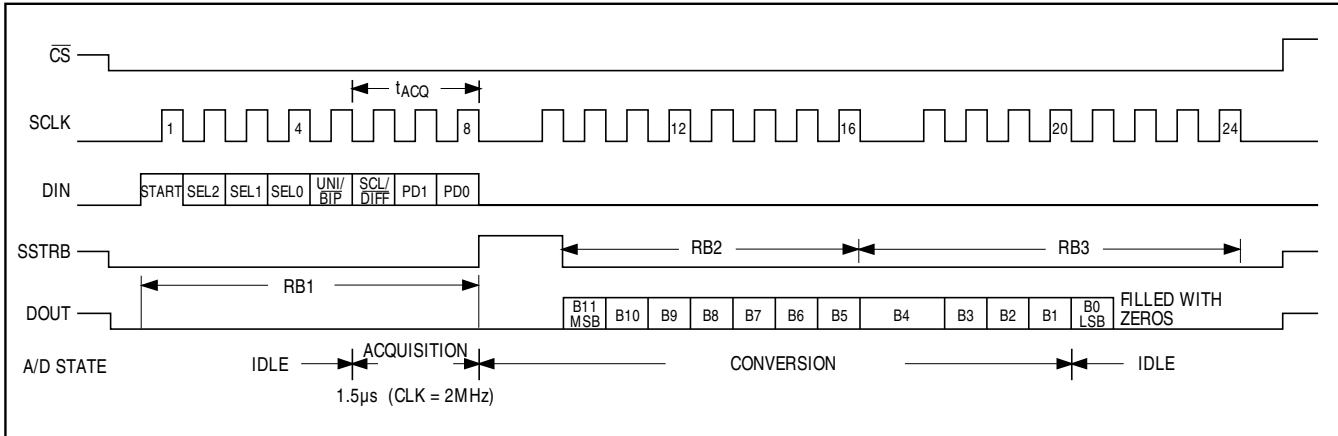 CS
tACQ
SCLK 1 4 8 12 16 20 24
DIN START SEL2 SEL1 SEL0 UNI/BIP SCL/DIFF PD1 PD0
SSTRB RB2 RB3
RB1
DOUT B11 MSB B10 B9 B8 B7 B6 B5 B4 B3 B2 B1 B0 LSB FILLED WITH ZEROS
A/D STATE IDLE ACQUISITION CONVERSION IDLE
1.5µs (CLK = 2MHz)